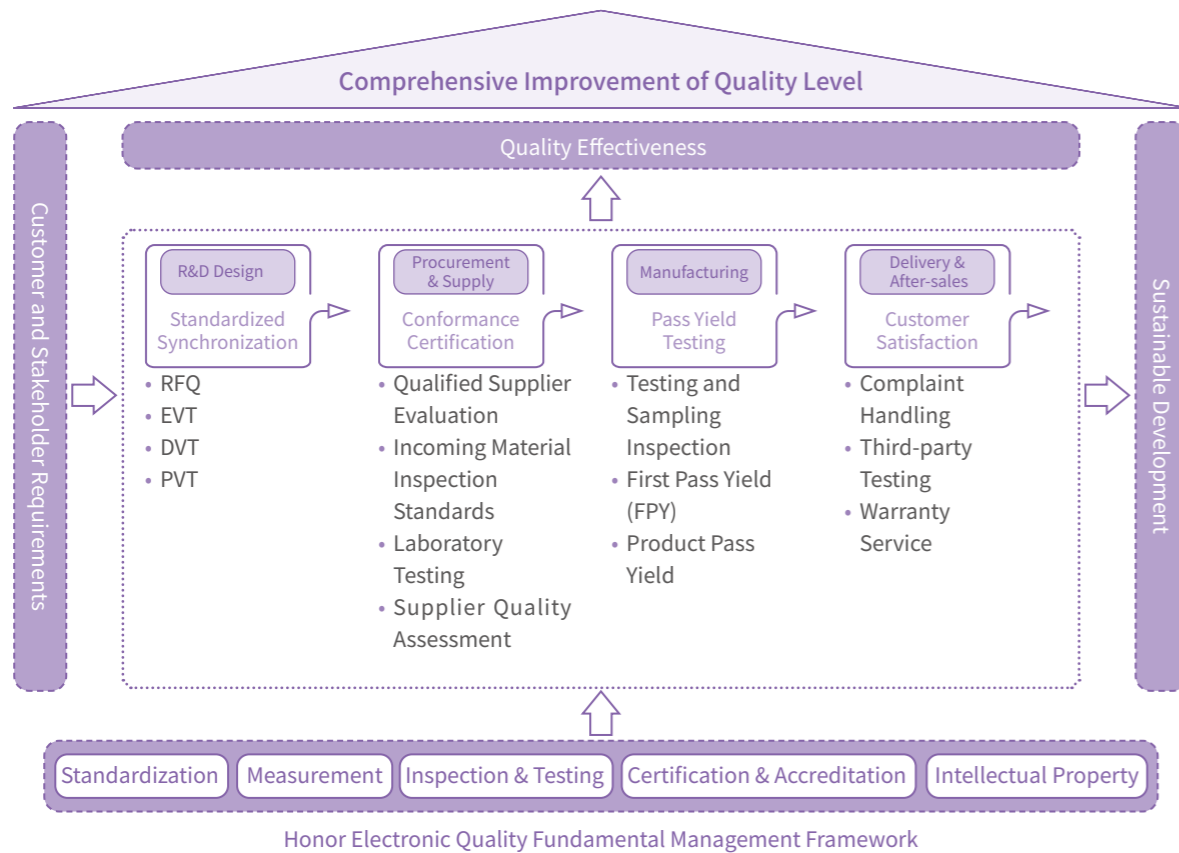 Comprehensive Improvement of Quality Level
Customer and Stakeholder Requirements
Quality Effectiveness
R&D Design
Standardized
Synchronization
• RFQ
• EVT
• DVT
• PVT
Procurement
& Supply
Conformance
Certification
• Qualified Supplier
Evaluation
• Incoming Material
Inspection
Standards
• Laboratory
Testing
• Supplier Quality
Assessment
Manufacturing
Pass Yield
Testing
• Testing and
Sampling
Inspection
• First Pass Yield
(FPY)
• Product Pass
Yield
Delivery &
After-sales
Customer
Satisfaction
• Complaint
Handling
• Third-party
Testing
• Warranty
Service
Sustainable Development
Standardization
Measurement
Inspection & Testing
Certification & Accreditation
Intellectual Property
Honor Electronic Quality Fundamental Management Framework